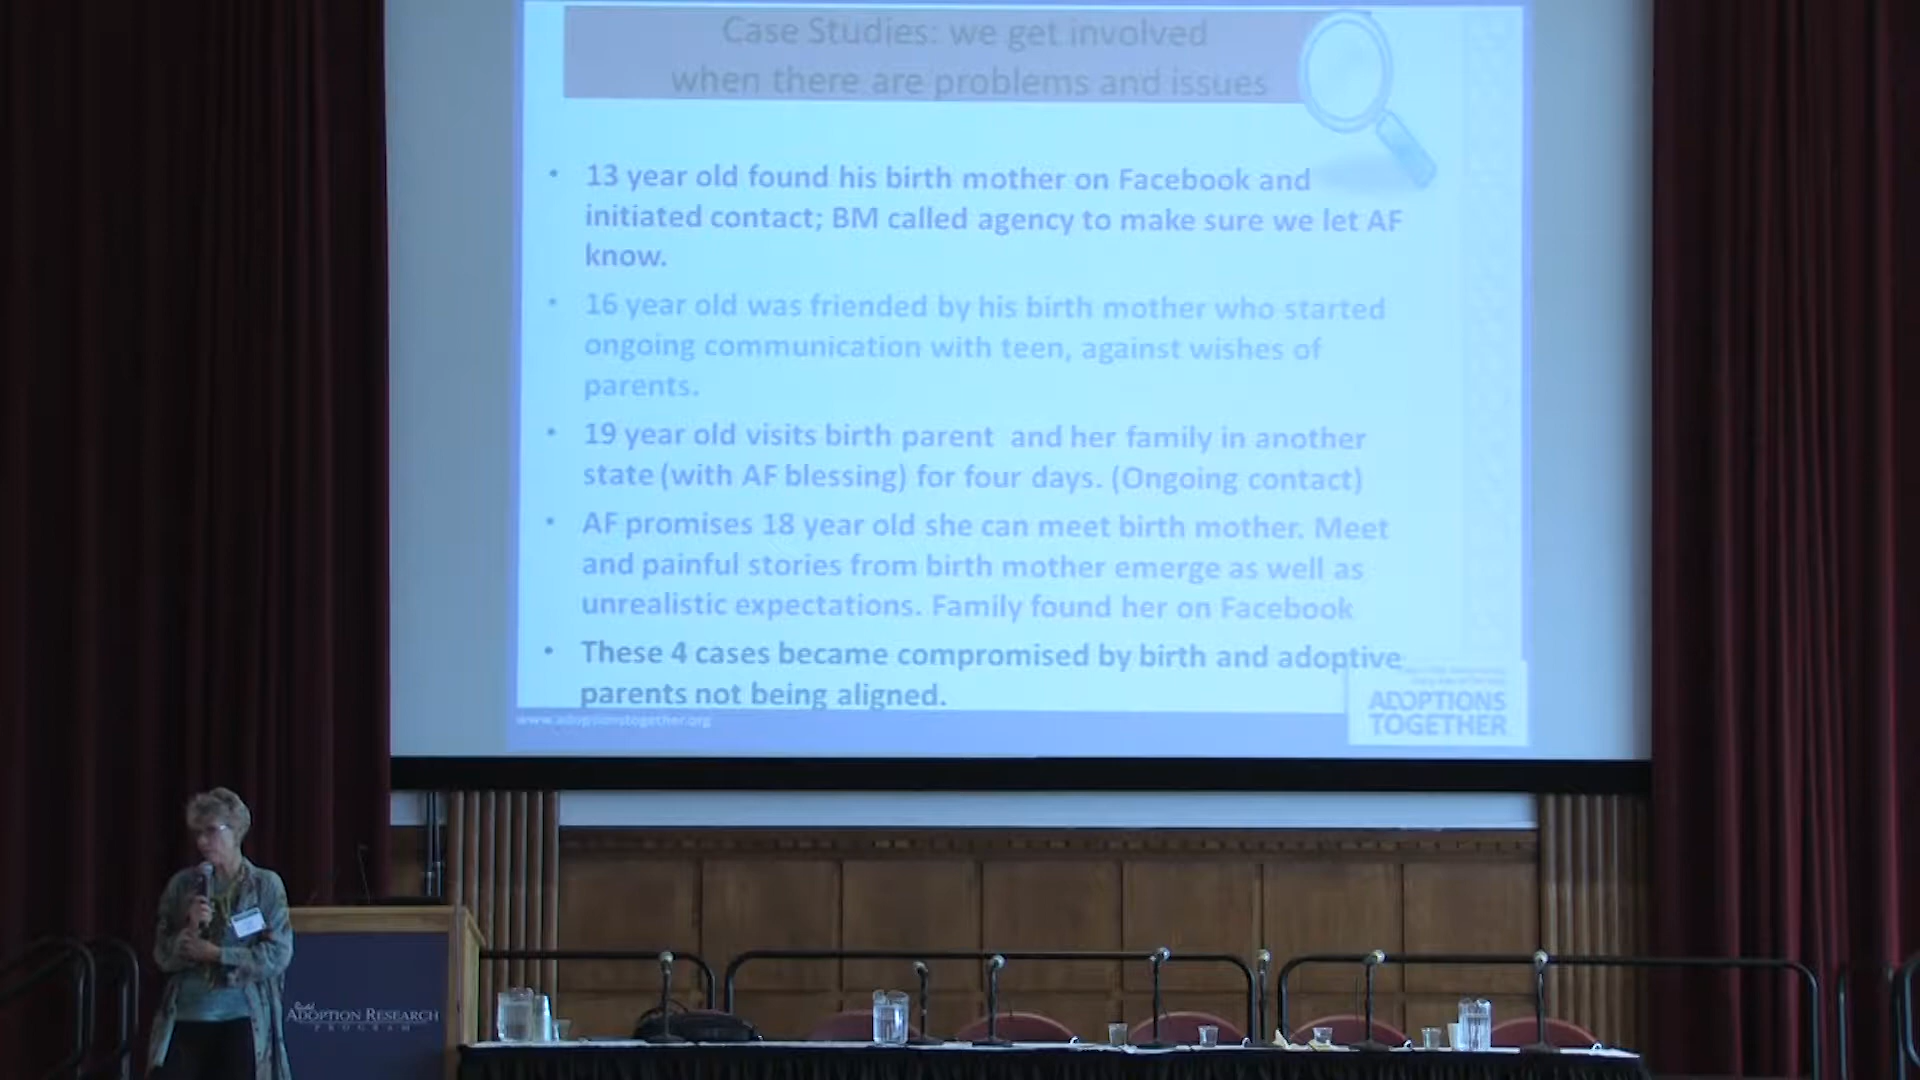 Case Studies: we get involved
when there are problems and issues
• 13 year old found his birth mother on Facebook and
initiated contact; BM called agency to make sure we let AF
know.
• 16 year old was friended by his birth mother who started
ongoing communication with teen, against wishes of
parents.
• 19 year old visits birth parent and her family in another
state (with AF blessing) for four days. (Ongoing contact)
• AF promises 18 year old she can meet birth mother. Meet
and painful stories from birth mother emerge as well as
unrealistic expectations. Family found her on Facebook
• These 4 cases became compromised by birth and adoptive
parents not being aligned.
www.adoptionstogether.org
ADOPTIONS
TOGETHER
Rudd
ADOPTION RESEARCH
PROGRAM